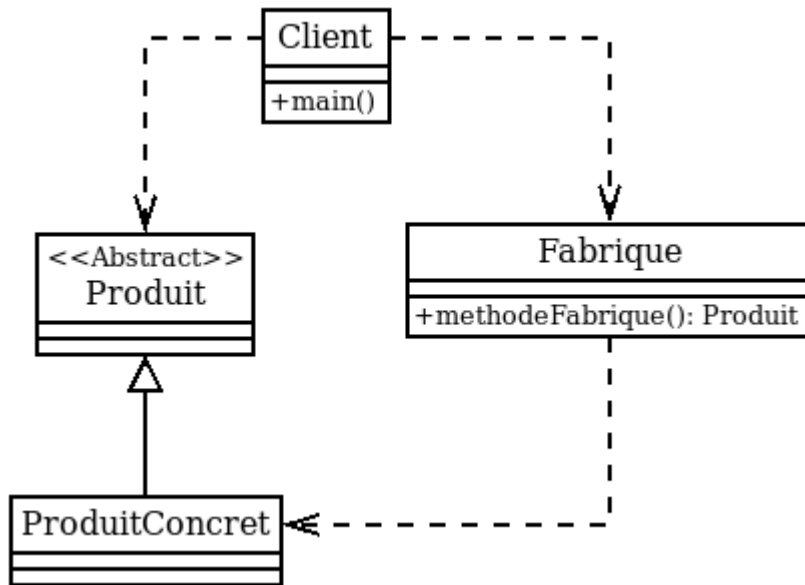 Client
+main()
<<Abstract>>
Produit
Fabrique
+methodeFabrique(): Produit
ProduitConcret